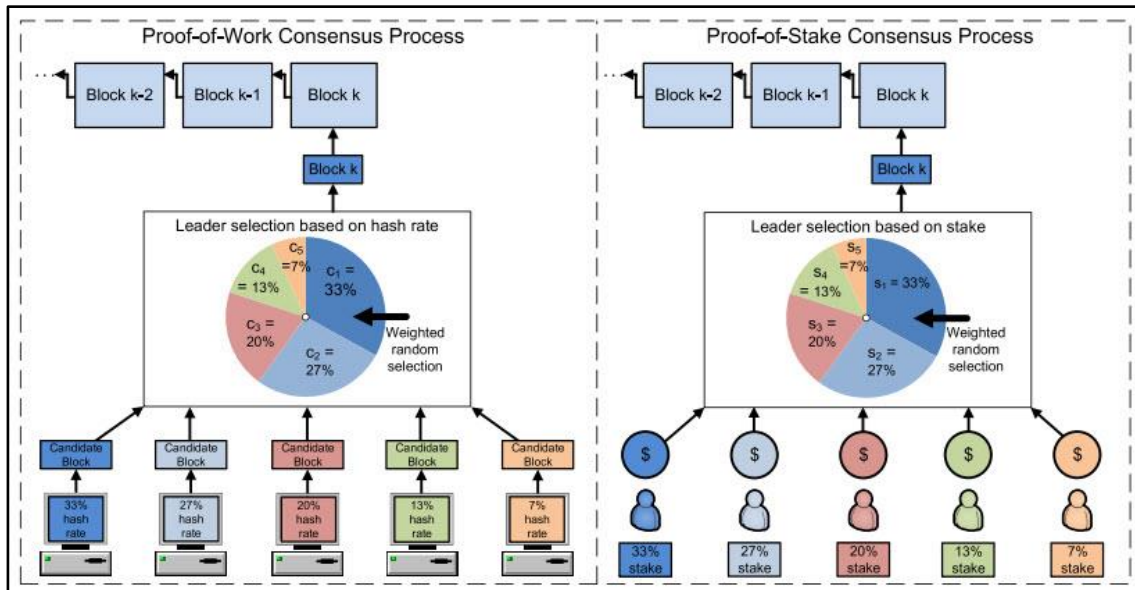 Proof-of-Work Consensus Process
...
Block k-2
Block k-1
Block k
Block k
Leader selection based on hash rate
c₅
=7%
c₁ =
33%
c₄
= 13%
c₃ =
20%
c₂ =
27%
Weighted
random
selection
Candidate
Block
Candidate
Block
Candidate
Block
Candidate
Block
Candidate
Block
33%
hash
rate
27%
hash
rate
20%
hash
rate
13%
hash
rate
7%
hash
rate
Proof-of-Stake Consensus Process
...
Block k-2
Block k-1
Block k
Block k
Leader selection based on stake
s₅
=7%
s₁ = 33%
s₄
= 13%
s₃ =
20%
s₂ =
27%
Weighted
random
selection
$
$
$
$
$
33%
stake
27%
stake
20%
stake
13%
stake
7%
stake